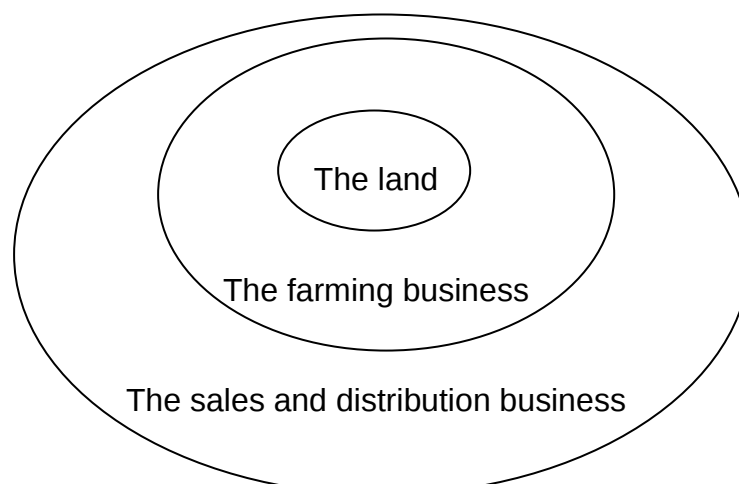 The land
The farming business
The sales and distribution business